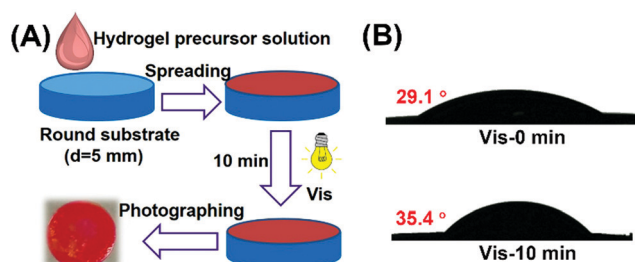 (A)
Hydrogel precursor solution
Spreading
Round substrate
(d=5 mm)
10 min
Vis
Photographing
(B)
29.1 °
Vis-0 min
35.4 °
Vis-10 min